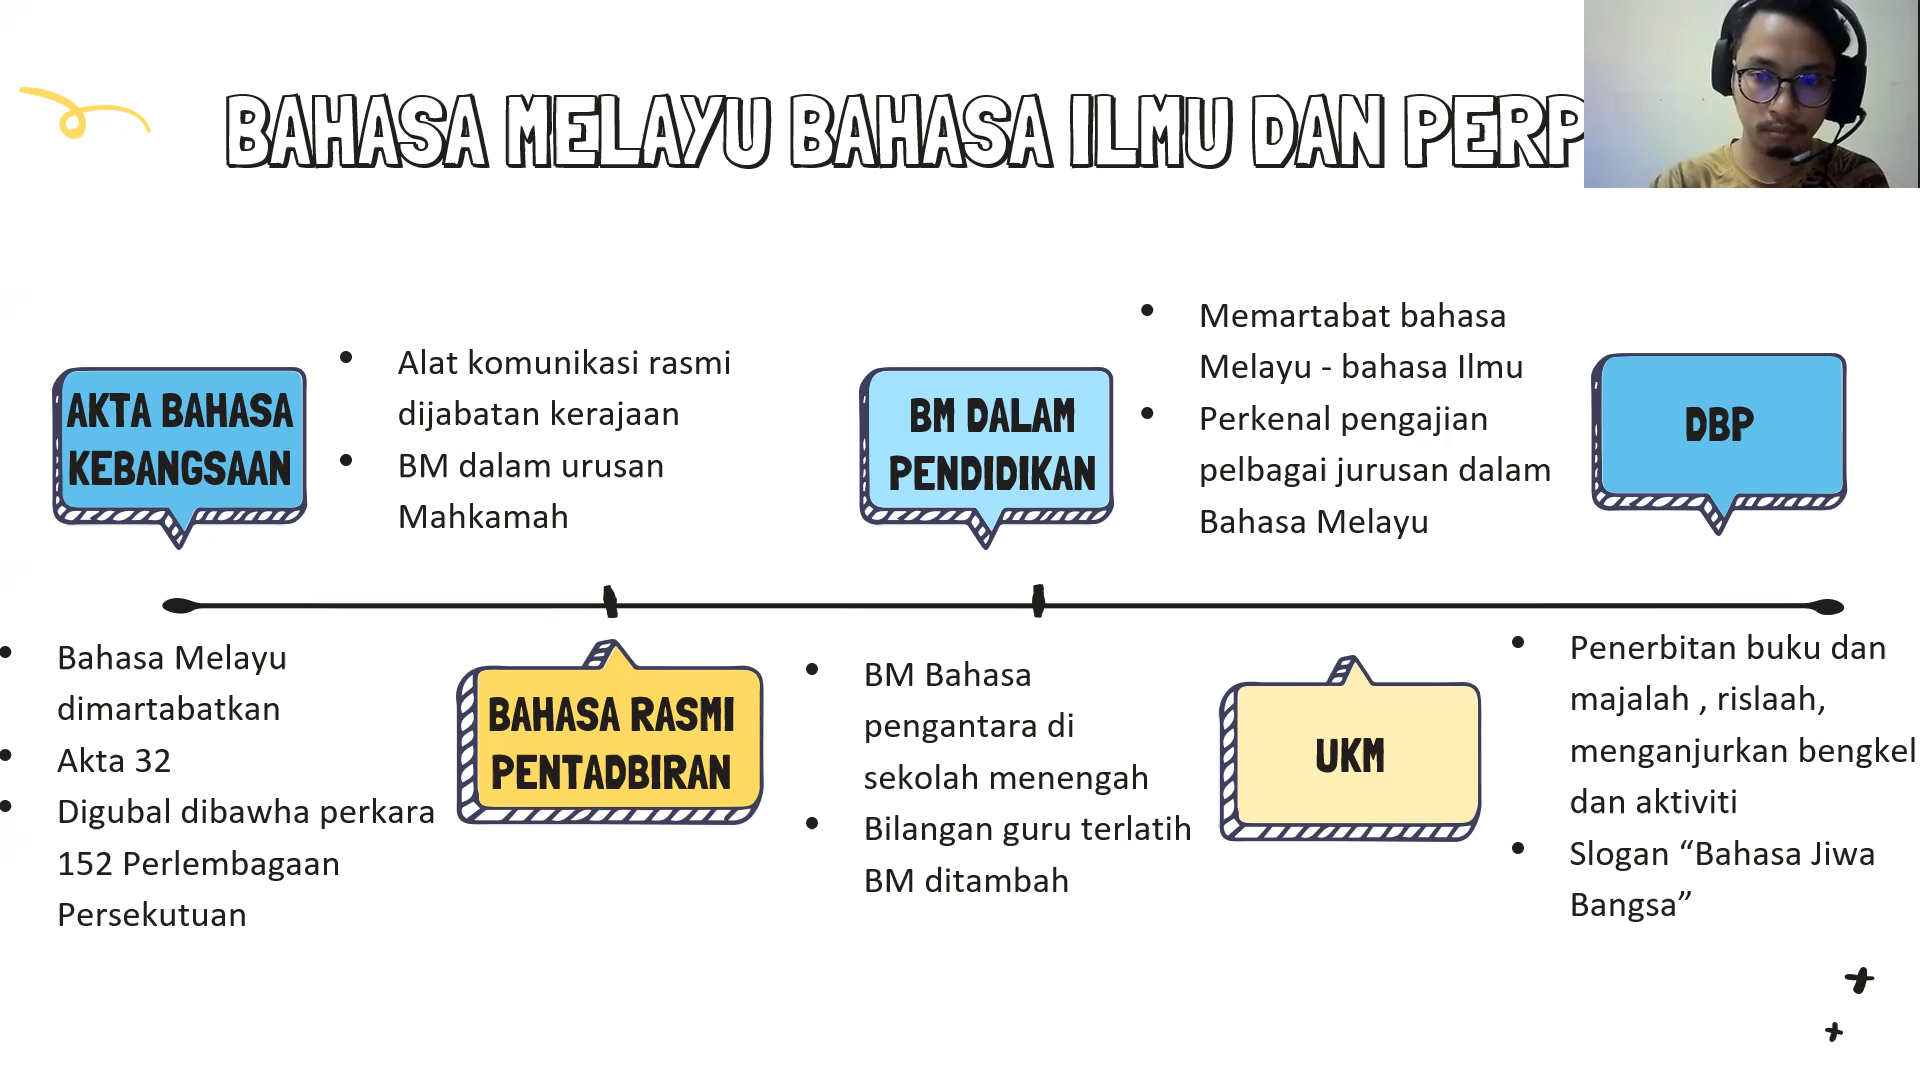 BAHASA MELAYU BAHASA ILMU DAN
AKTA BAHASA
KEBANGSAAN
Bahasa Melayu
dimartabatkan
Akta 32
Digubal dibawha perkara
152 Perlembagaan
Persekutuan
Alat komunikasi rasmi
dijabatan kerajaan
BM dalam urusan
Mahkamah
BAHASA RASMI
PENTADBIRAN
BM DALAM
PENDIDIKAN
BM Bahasa
pengantara di
sekolah menengah
Bilangan guru terlatih
BM ditambah
Memartabat bahasa
Melayu - bahasa Ilmu
Perkenal pengajian
pelbagai jurusan dalam
Bahasa Melayu
UKM
DBP
Penerbitan buku dan
majalah , rislaah,
menganjurkan bengkel
dan aktiviti
Slogan “Bahasa Jiwa
Bangsa”